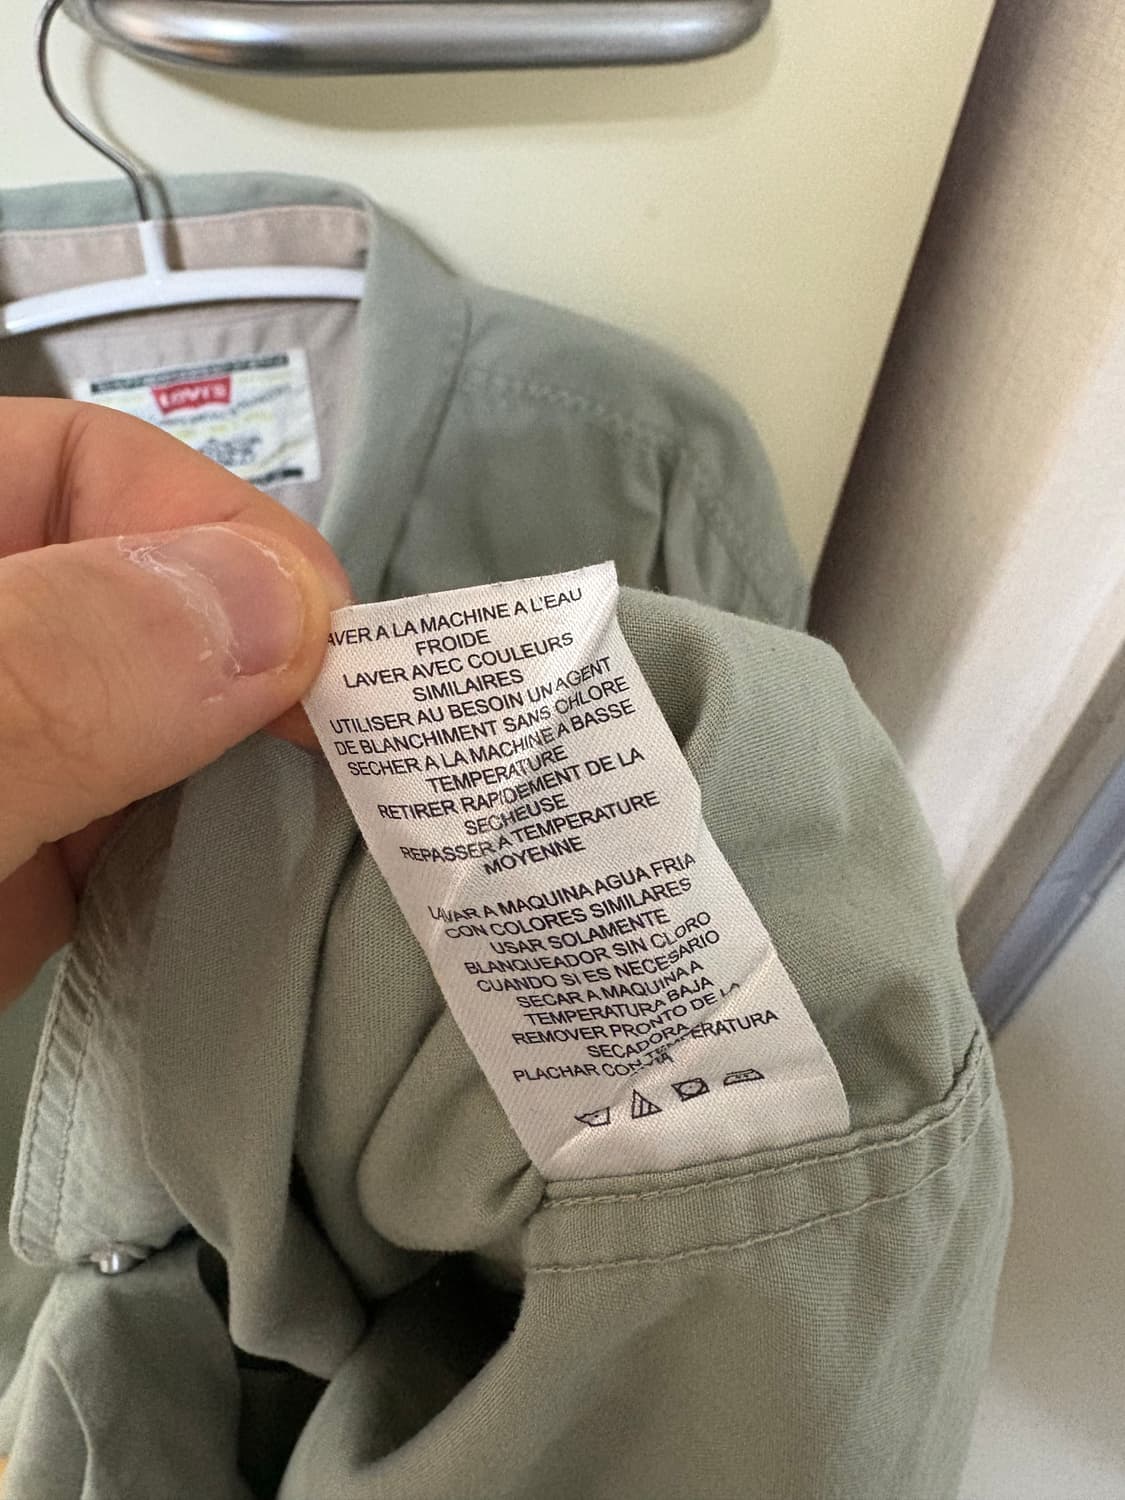 LEVI'S
AVER A LA MACHINE A L'EAU
FROIDE
LAVER AVEC COULEURS
SIMILAIRES
UTILISER AU BESOIN UN AGENT
DE BLANCHIMENT SANS CHLORE
SECHER A LA MACHINE A BASSE
TEMPERATURE
RETIRER RAPIDEMENT DE LA
SECHEUSE
REPASSER A TEMPERATURE
MOYENNE
LAVAR A MAQUINA AGUA FRIA
CON COLORES SIMILARES
USAR SOLAMENTE
BLANQUEADOR SIN CLORO
CUANDO SI ES NECESARIO
SECAR A MAQUINA A
TEMPERATURA BAJA
REMOVER PRONTO DE LA
SECADORA
PLACHAR CON TEMPERATURA